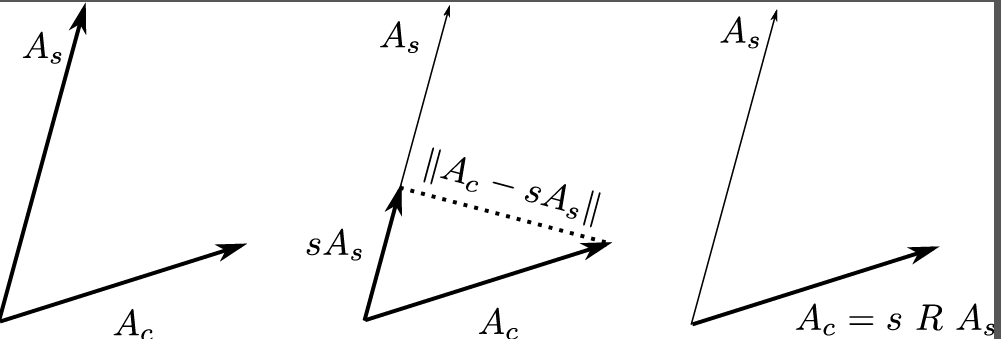 A_s
A_c
A_s
‖A_c − sA_s‖
sA_s
A_c
A_s
A_c = s R A_s